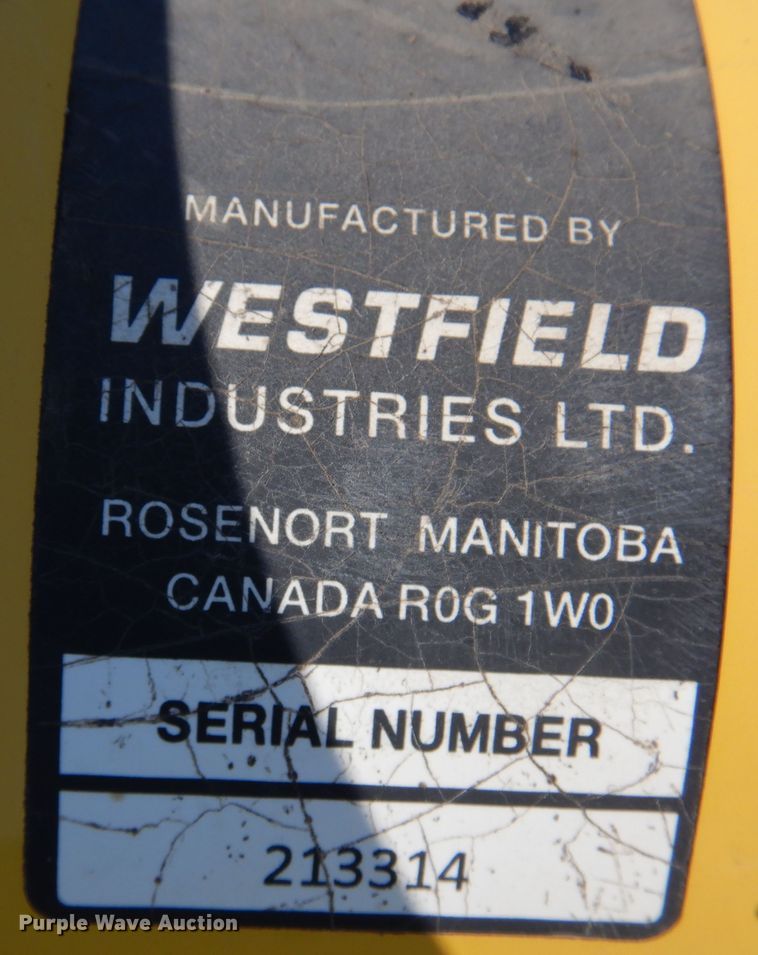 MANUFACTURED BY
WESTFIELD
INDUSTRIES LTD.
ROSENORT MANITOBA
CANADA R0G 1W0
SERIAL NUMBER
213314
Purple Wave Auction